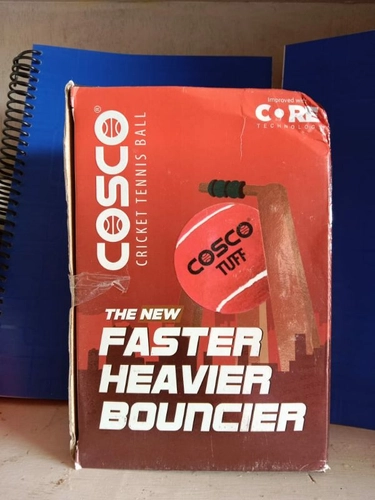 COSCO®
CRICKET TENNIS BALL
improved with
CORE
TECHNOLOGY
COSCO
TUFF
THE NEW
FASTER
HEAVIER
BOUNCIER